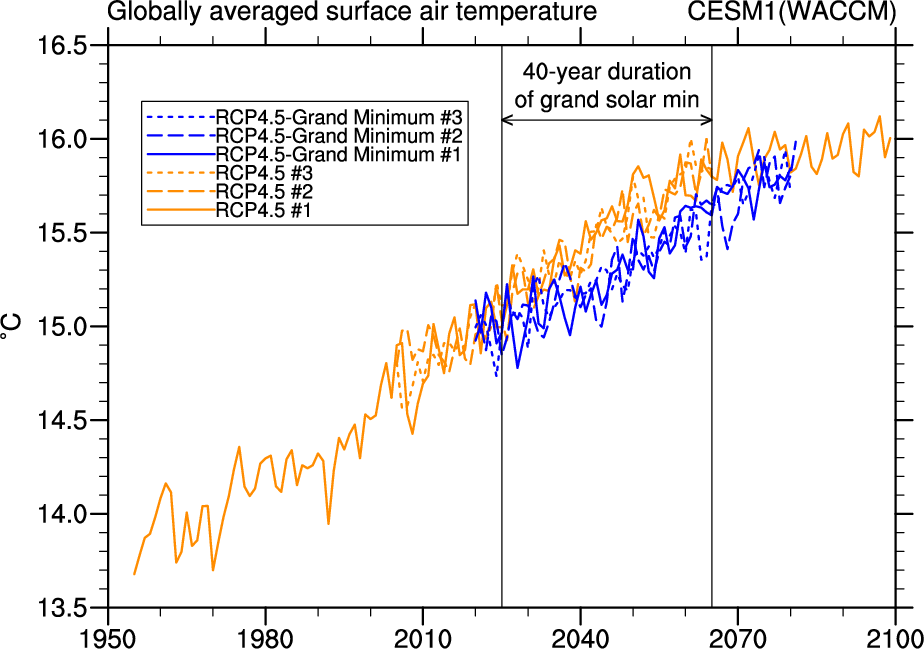 Globally averaged surface air temperature CESM1(WACCM)
16.5
40-year duration
of grand solar min
RCP4.5-Grand Minimum #3
RCP4.5-Grand Minimum #2
RCP4.5-Grand Minimum #1
RCP4.5 #3
RCP4.5 #2
RCP4.5 #1
16.0
15.5
°C
15.0
14.5
14.0
13.5
1950 1980 2010 2040 2070 2100